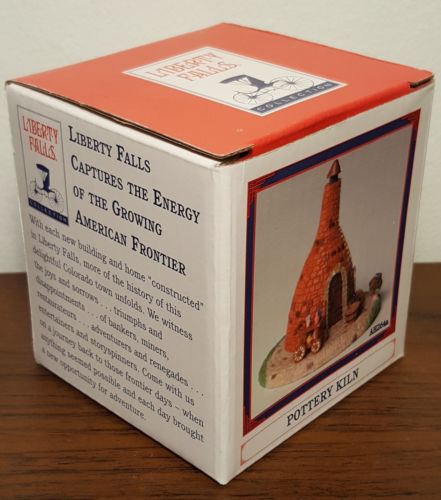 LIBERTY
FALLS
COLLECTION
LIBERTY
FALLS
COLLECTION
LIBERTY FALLS
CAPTURES THE ENERGY
OF THE GROWING
AMERICAN FRONTIER
With each new building and home "constructed"
in Liberty Falls, more of the history of this
delightful Colorado town unfolds. We witness
the joys and sorrows . . . triumphs and
disappointments . . . of bankers, miners,
restaurateurs . . . adventurers and renegades . . .
entertainers and storyspinners. Come with us
on a journey back to those frontier days – when
anything seemed possible and each day brought
a new opportunity for adventure.
POTTERY KILN